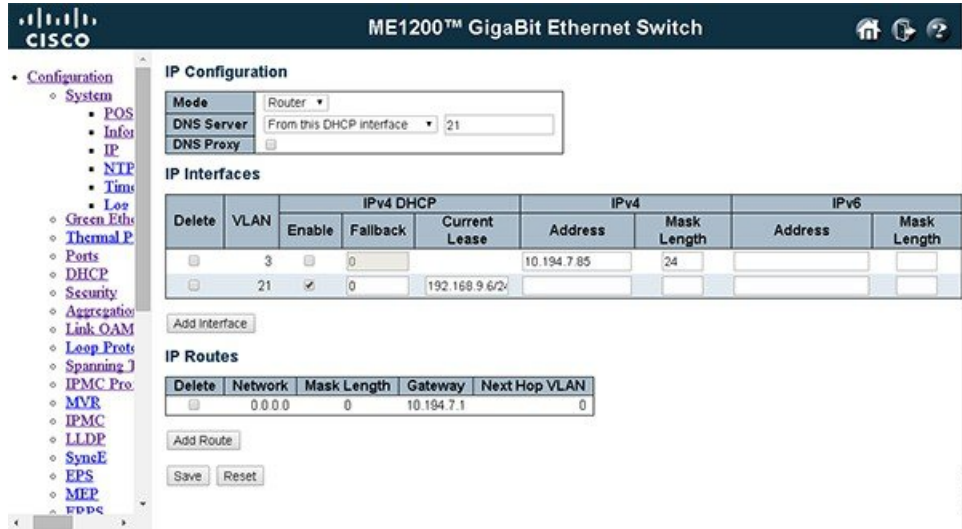 CISCO
ME1200™ GigaBit Ethernet Switch
Configuration
System
POS
Infor
IP
NTP
Time
Log
Green Ethe
Thermal P
Ports
DHCP
Security
Aggregation
Link OAM
Loop Prote
Spanning T
IPMC Pro
MVR
IPMC
LLDP
SyncE
EPS
MEP
ERPS
IP Configuration
Mode Router
DNS Server From this DHCP interface 21
DNS Proxy
IP Interfaces
Delete VLAN IPv4 DHCP IPv4 IPv6
Enable Fallback Current Lease Address Mask Length Address Mask Length
3 0 10.194.7.85 24
21 0 192.168.9.6/24
Add Interface
IP Routes
Delete Network Mask Length Gateway Next Hop VLAN
0.0.0.0 0 10.194.7.1 0
Add Route
Save Reset